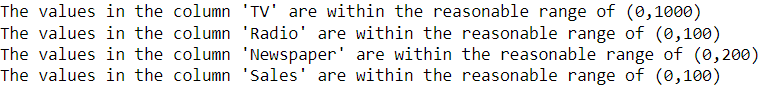 The values in the column 'TV' are within the reasonable range of (0,1000)
The values in the column 'Radio' are within the reasonable range of (0,100)
The values in the column 'Newspaper' are within the reasonable range of (0,200)
The values in the column 'Sales' are within the reasonable range of (0,100)